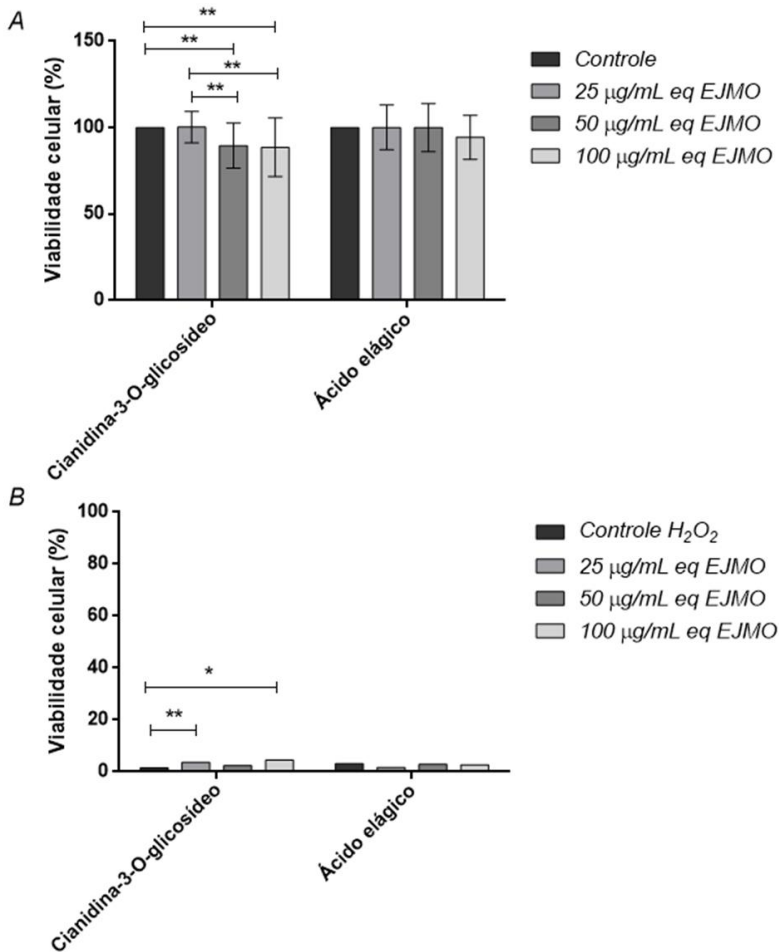 A
**
**
**
**
150
100
50
0
Viabilidade celular (%)
Cianidina-3-O-glicosídeo
Ácido elágico
Controle
25 µg/mL eq EJMO
50 µg/mL eq EJMO
100 µg/mL eq EJMO
B
100
80
60
40
20
0
Viabilidade celular (%)
*
**
Cianidina-3-O-glicosídeo
Ácido elágico
Controle H₂O₂
25 µg/mL eq EJMO
50 µg/mL eq EJMO
100 µg/mL eq EJMO